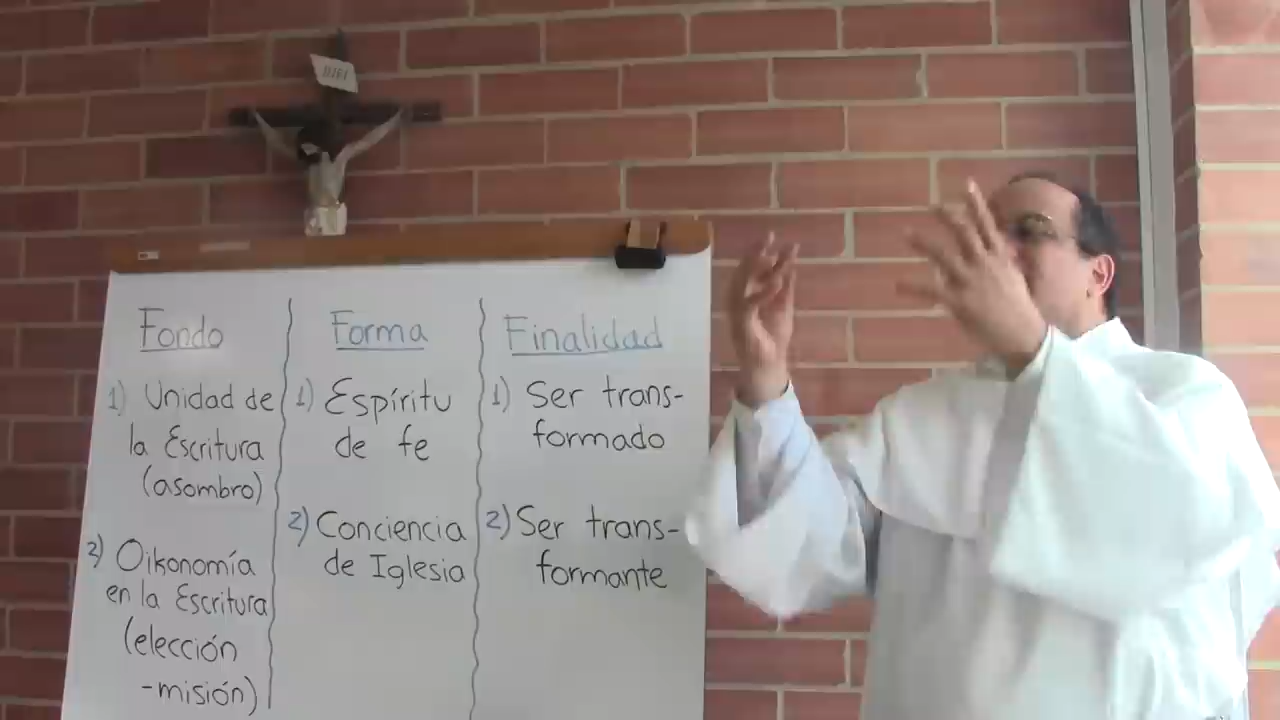 INRI
Fondo
1) Unidad de
la Escritura
(asombro)
2) Oikonomía
en la Escritura
(elección
-misión)
Forma
1) Espíritu
de fe
2) Conciencia
de Iglesia
Finalidad
1) Ser trans-
formado
2) Ser trans-
formante